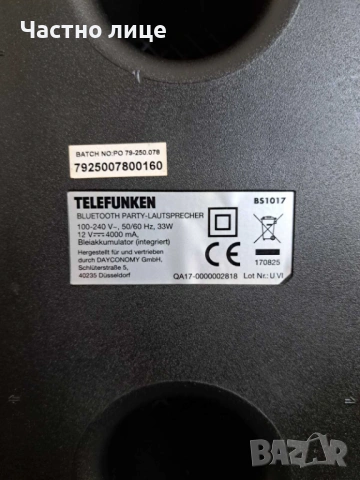 Частно лице
BATCH NO:PO 79-250.078
7925007800160
TELEFUNKEN
BS1017
BLUETOOTH PARTY-LAUTSPRECHER
100-240 V~, 50/60 Hz, 33W
12 V⎓4000 mA,
Bleiakkumulator (integriert)
Hergestellt für und vertrieben
durch DAYCONOMY GmbH,
Schlüterstraße 5,
40235 Düsseldorf
CE
170825
QA17-0000002818 Lot Nr.: U VI
BAZAR